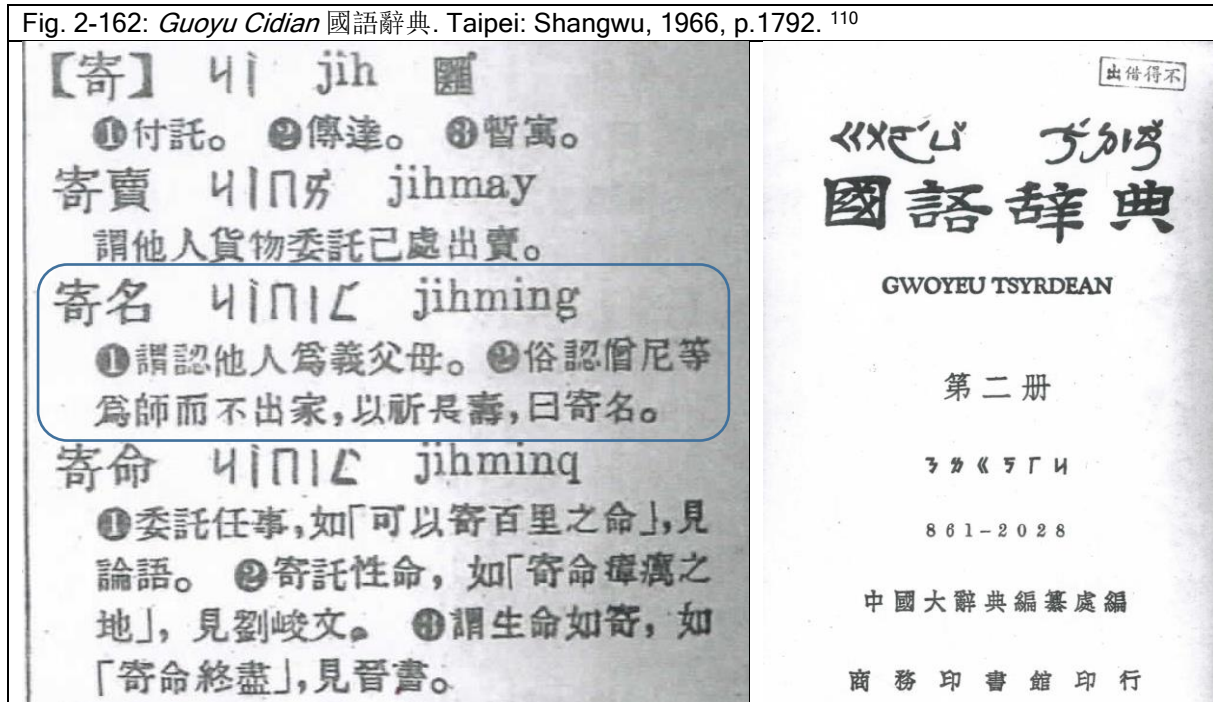 Fig. 2-162: Guoyu Cidian 國語辭典. Taipei: Shangwu, 1966, p.1792. 110
【寄】 ㄐㄧˋ jih
❶付託。 ❷傳達。 ❸暫寓。
寄賣 ㄐㄧˋㄇㄞˋ jihmay
謂他人貨物委託己處出賣。
寄名 ㄐㄧˋㄇㄧㄥˊ jihming
❶謂認他人爲義父母。❷俗認僧尼等
爲師而不出家,以祈長壽,曰寄名。
寄命 ㄐㄧˋㄇㄧㄥˋ jihminq
❶委託任事,如「可以寄百里之命」,見
論語。 ❷寄託性命, 如「寄命瘴癘之
地」, 見劉峻文。 ❸謂生命如寄, 如
「寄命終盡」,見晉書。
出借得不
ㄍㄨㄛˊㄩˇ ㄘˊㄉㄧㄢˇ
國語辭典
GWOYEU TSYRDEAN
第二册
ㄋㄌㄍㄎㄏㄐ
861-2028
中國大辭典編纂處編
商務印書館印行